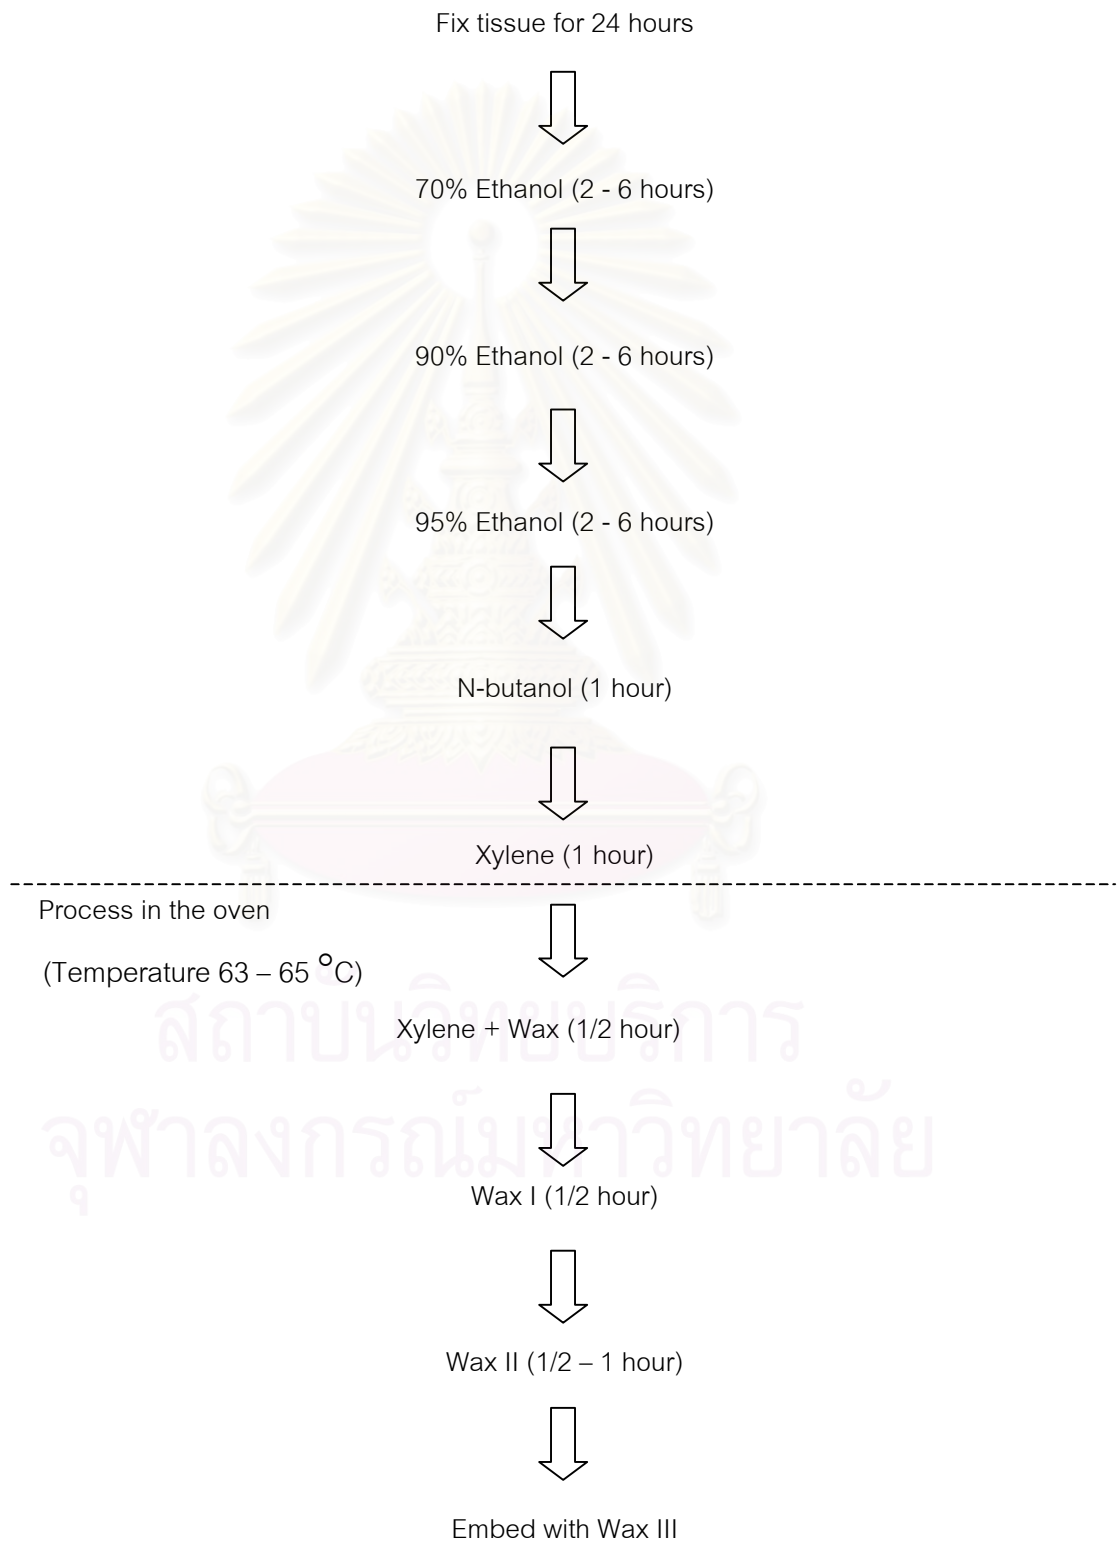 Fix tissue for 24 hours
70% Ethanol (2 - 6 hours)
90% Ethanol (2 - 6 hours)
95% Ethanol (2 - 6 hours)
N-butanol (1 hour)
Xylene (1 hour)
Process in the oven
(Temperature 63 – 65 °C)
Xylene + Wax (1/2 hour)
สถาบันวิทยบริการ
จุฬาลงกรณ์มหาวิทยาลัย
Wax I (1/2 hour)
Wax II (1/2 – 1 hour)
Embed with Wax III